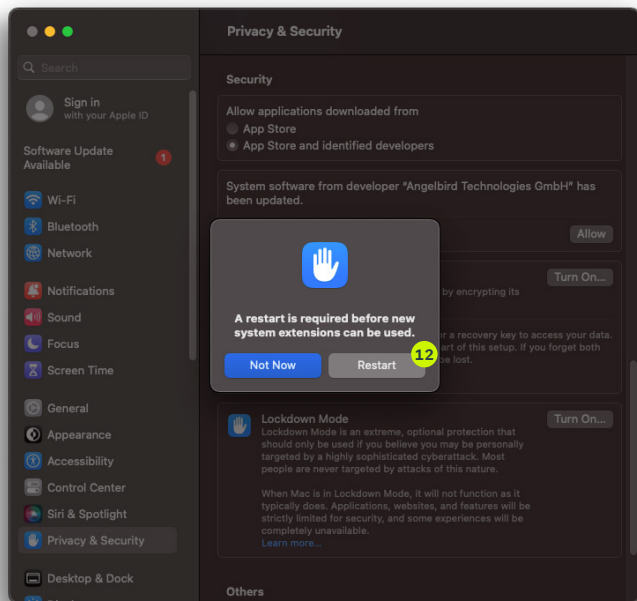 Privacy & Security
Search
Sign in
with your Apple ID
Software Update
Available
1
Wi-Fi
Bluetooth
Network
Notifications
Sound
Focus
Screen Time
General
Appearance
Accessibility
Control Center
Siri & Spotlight
Privacy & Security
Desktop & Dock
Security
Allow applications downloaded from
App Store
App Store and identified developers
System software from developer "Angelbird Technologies GmbH" has
been updated.
Allow
Turn On...
by encrypting its
or a recovery key to access your data.
art of this setup. If you forget both
be lost.
A restart is required before new
system extensions can be used.
Not Now
Restart
12
Lockdown Mode
Turn On...
Lockdown Mode is an extreme, optional protection that
should only be used if you believe you may be personally
targeted by a highly sophisticated cyberattack. Most
people are never targeted by attacks of this nature.
When Mac is in Lockdown Mode, it will not function as it
typically does. Applications, websites, and features will be
strictly limited for security, and some experiences will be
completely unavailable.
Learn more...
Others